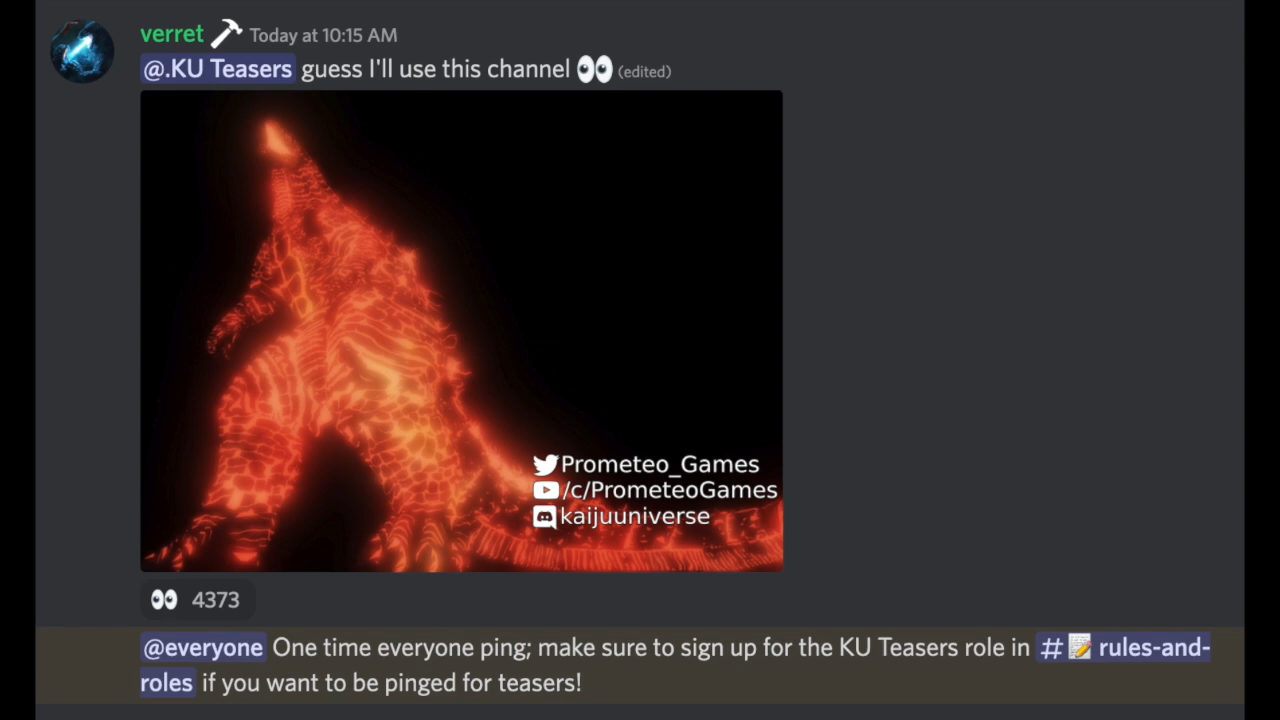 verret Today at 10:15 AM
@.KU Teasers guess I'll use this channel 👀 (edited)
Prometeo_Games
/c/PrometeoGames
kaijuuniverse
👀 4373
@everyone One time everyone ping; make sure to sign up for the KU Teasers role in # 📝 rules-and-
roles if you want to be pinged for teasers!